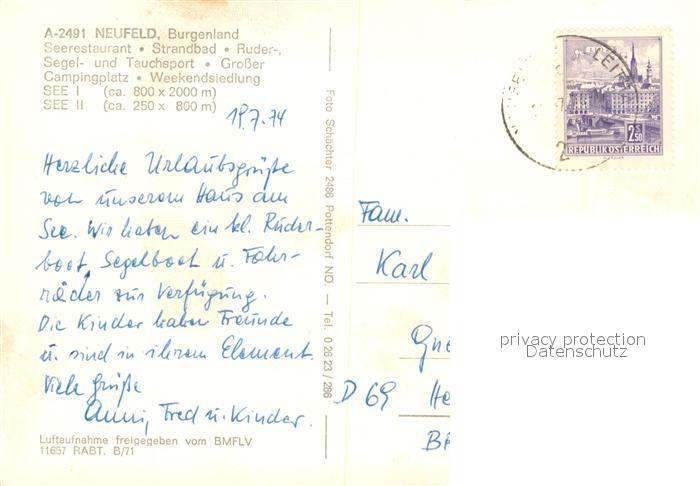 A-2491 NEUFELD, Burgenland
Seerestaurant • Strandbad • Ruder-,
Segel- und Tauchsport • Großer
Campingplatz • Weekendsiedlung
SEE I (ca. 800 x 2000 m)
SEE II (ca. 250 x 800 m)
19.7.74
Herzliche Urlaubsgrüße
von unserem Haus am
See. Wir haben ein kl. Ruder-
boot, Segelboot u. Fahr-
räder zur Verfügung.
Die Kinder haben Freunde
u. sind in ihrem Element.
Viele Grüße
Anni, Fred u. Kinder.
Luftaufnahme freigegeben vom BMFLV
11657 RABT. B/71
Foto Schächter 2486 Pottendorf NÖ. — Tel. 0 26 23 / 286
2 S 50
REPUBLIK ÖSTERREICH
Fam.
Karl
D 69 He
privacy protection
Datenschutz